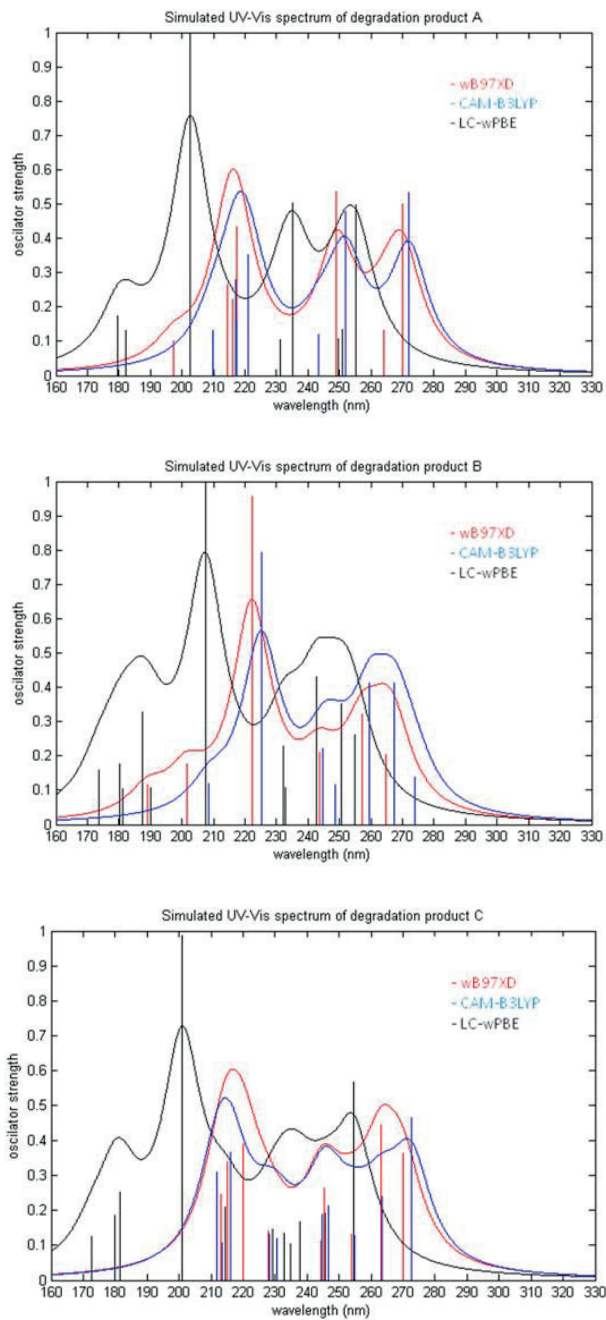 Simulated UV-Vis spectrum of degradation product A
1
0.9
0.8
0.7
0.6
0.5
0.4
0.3
0.2
0.1
0
oscilator strength
- wB97XD
- CAM-B3LYP
- LC-wPBE
160 170 180 190 200 210 220 230 240 250 260 270 280 290 300 310 320 330
wavelength (nm)
Simulated UV-Vis spectrum of degradation product B
1
0.9
0.8
0.7
0.6
0.5
0.4
0.3
0.2
0.1
0
oscilator strength
- wB97XD
- CAM-B3LYP
- LC-wPBE
160 170 180 190 200 210 220 230 240 250 260 270 280 290 300 310 320 330
wavelength (nm)
Simulated UV-Vis spectrum of degradation product C
1
0.9
0.8
0.7
0.6
0.5
0.4
0.3
0.2
0.1
0
oscilator strength
- wB97XD
- CAM-B3LYP
- LC-wPBE
160 170 180 190 200 210 220 230 240 250 260 270 280 290 300 310 320 330
wavelength (nm)